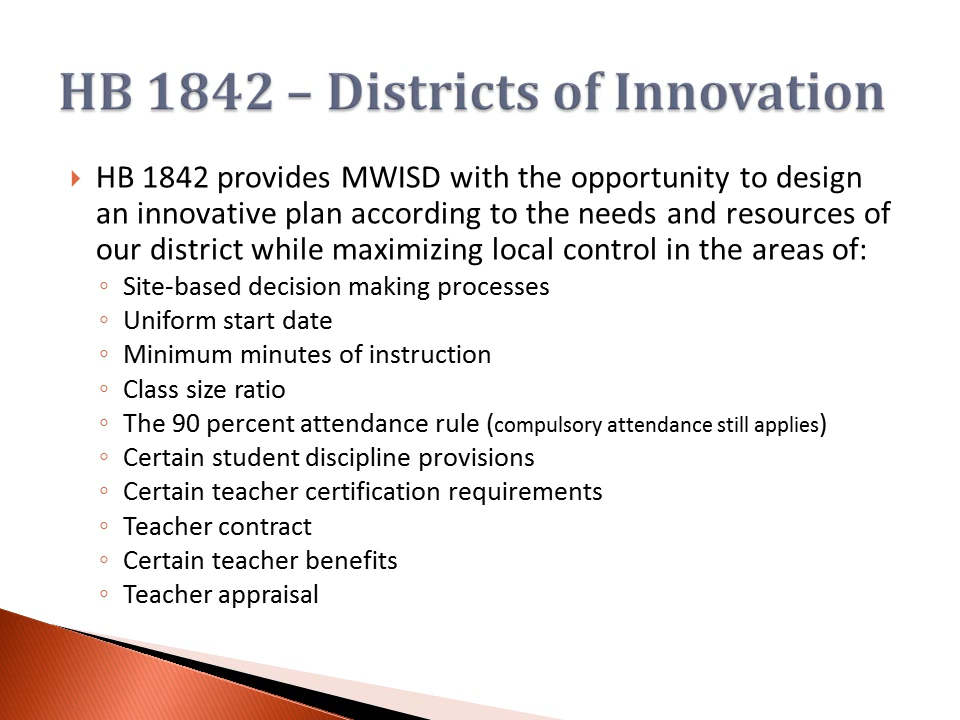 HB 1842 – Districts of Innovation
HB 1842 provides MWISD with the opportunity to design
an innovative plan according to the needs and resources of
our district while maximizing local control in the areas of:
Site-based decision making processes
Uniform start date
Minimum minutes of instruction
Class size ratio
The 90 percent attendance rule (compulsory attendance still applies)
Certain student discipline provisions
Certain teacher certification requirements
Teacher contract
Certain teacher benefits
Teacher appraisal